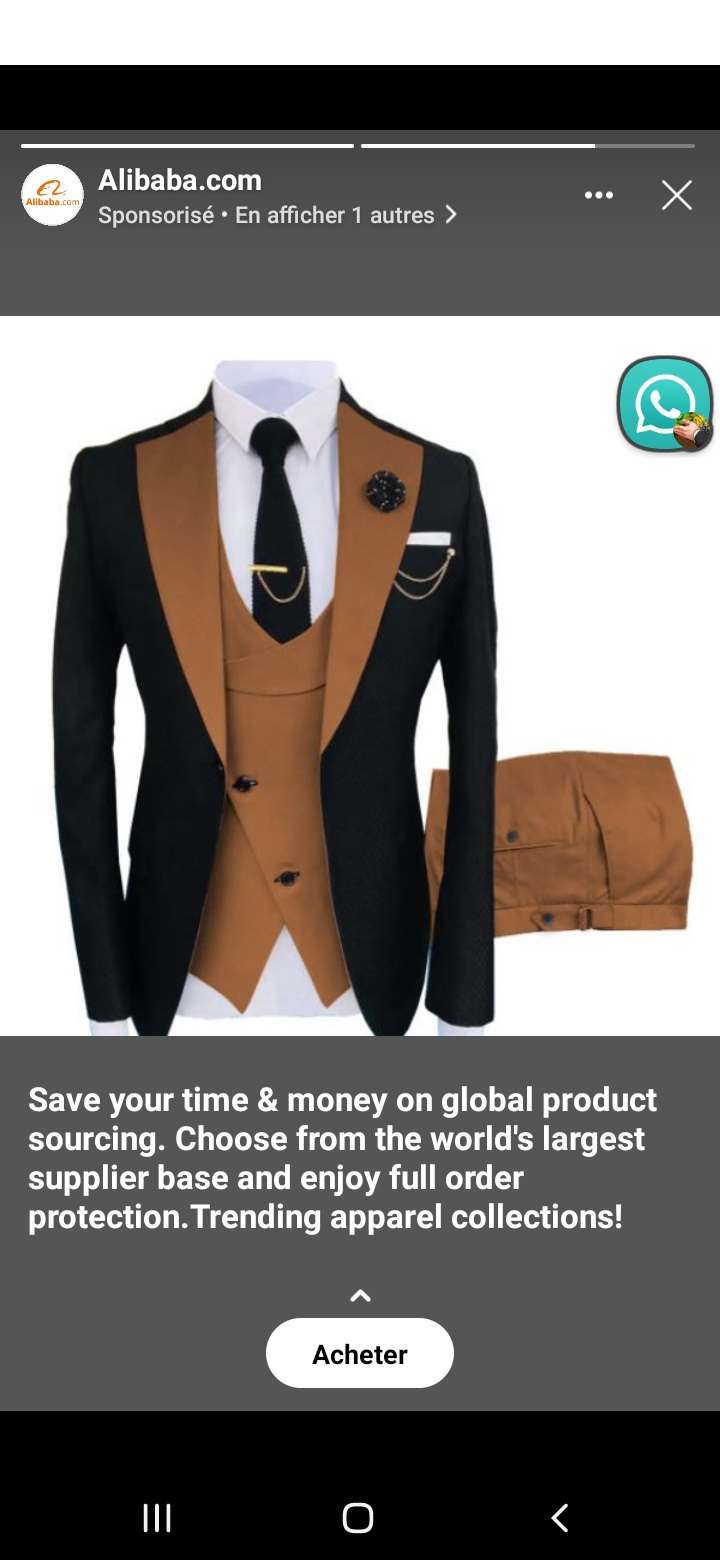 Alibaba.com
Alibaba.com
Sponsorisé • En afficher 1 autres
Save your time & money on global product
sourcing. Choose from the world's largest
supplier base and enjoy full order
protection.Trending apparel collections!
Acheter